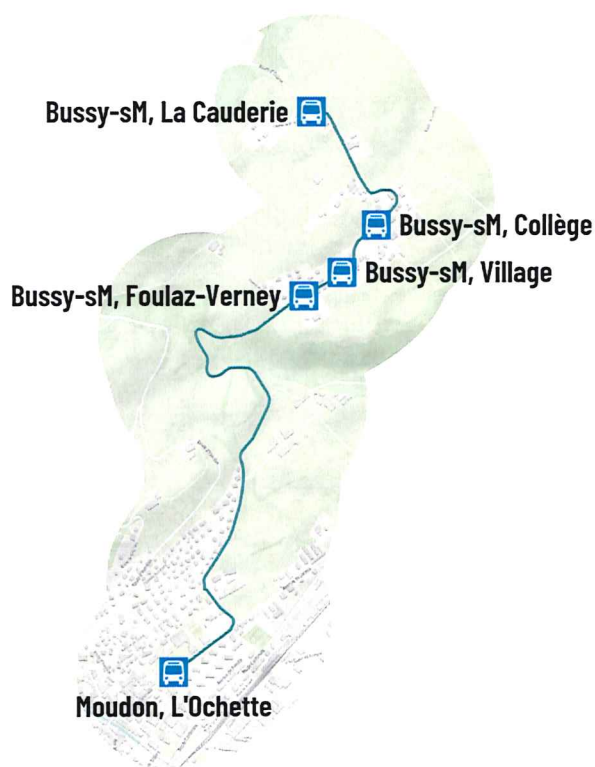 Bussy-sM, La Cauderie
Bussy-sM, Collège
Bussy-sM, Village
Bussy-sM, Foulaz-Verney
Moudon, L'Ochette